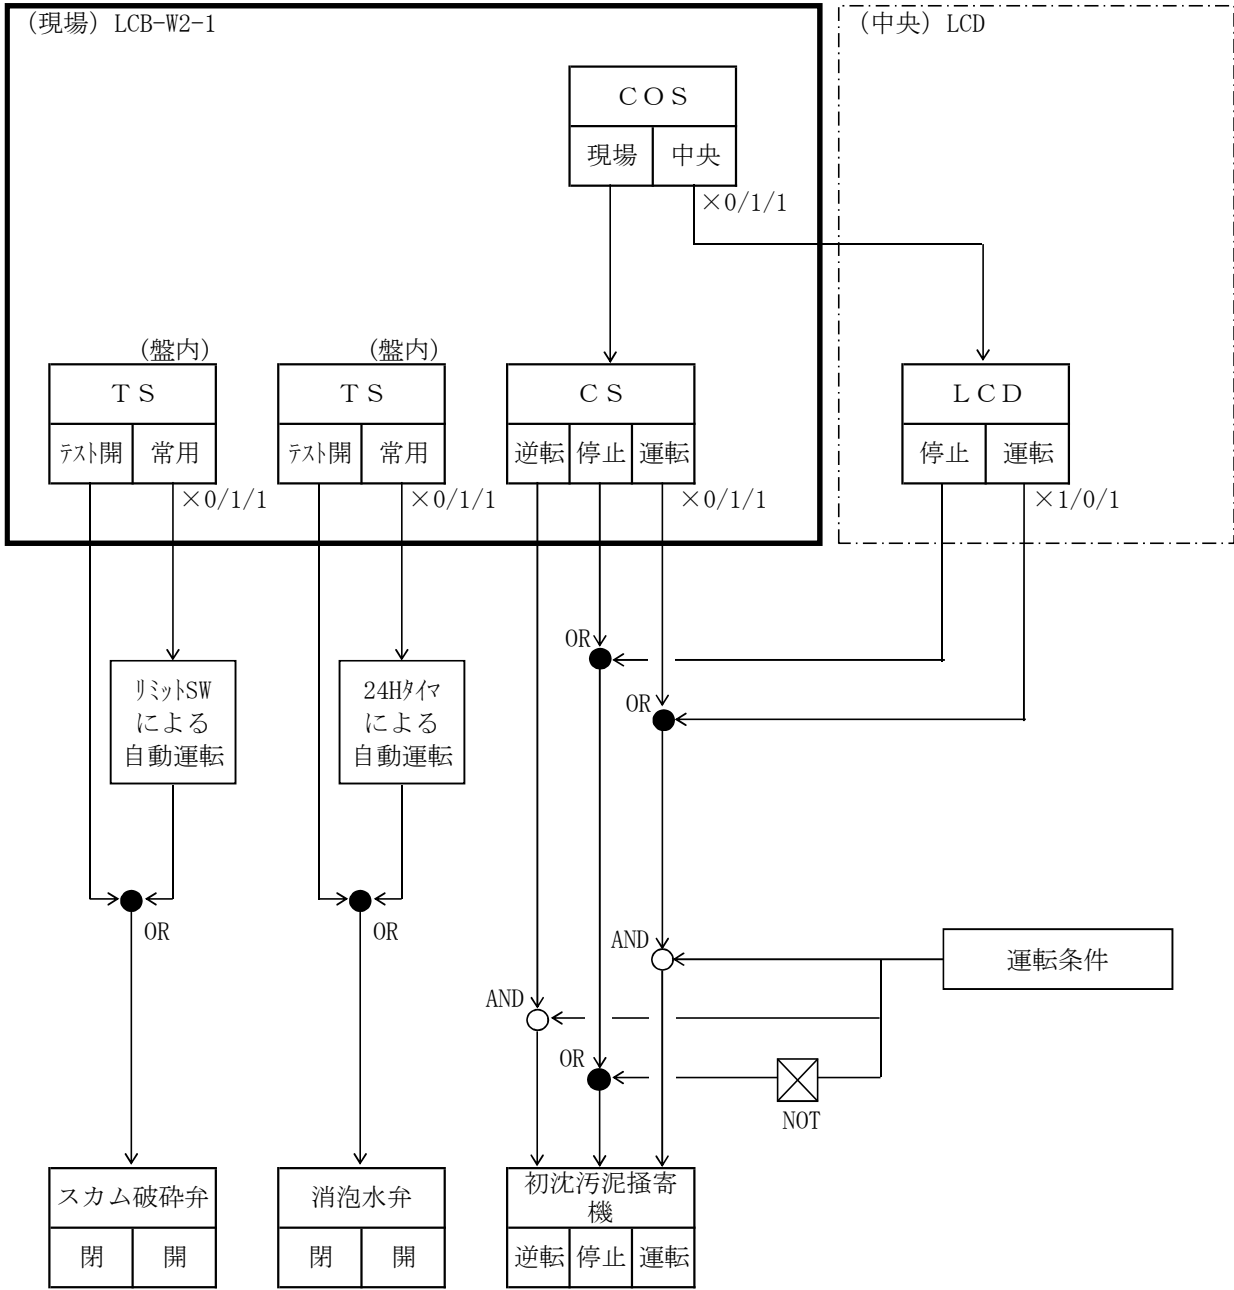 (現場) LCB-W2-1
(中央) LCD
ＣＯＳ
現場 中央
×0/1/1
(盤内)
(盤内)
ＴＳ
ＴＳ
ＣＳ
ＬＣＤ
ﾃｽﾄ開 常用
ﾃｽﾄ開 常用
逆転 停止 運転
停止 運転
×0/1/1
×0/1/1
×0/1/1
×1/0/1
OR
OR
ﾘﾐｯﾄSW
による
自動運転
24Hﾀｲﾏ
による
自動運転
OR
OR
AND
運転条件
AND
OR
NOT
スカム破砕弁
閉 開
消泡水弁
閉 開
初沈汚泥掻寄
機
逆転 停止 運転